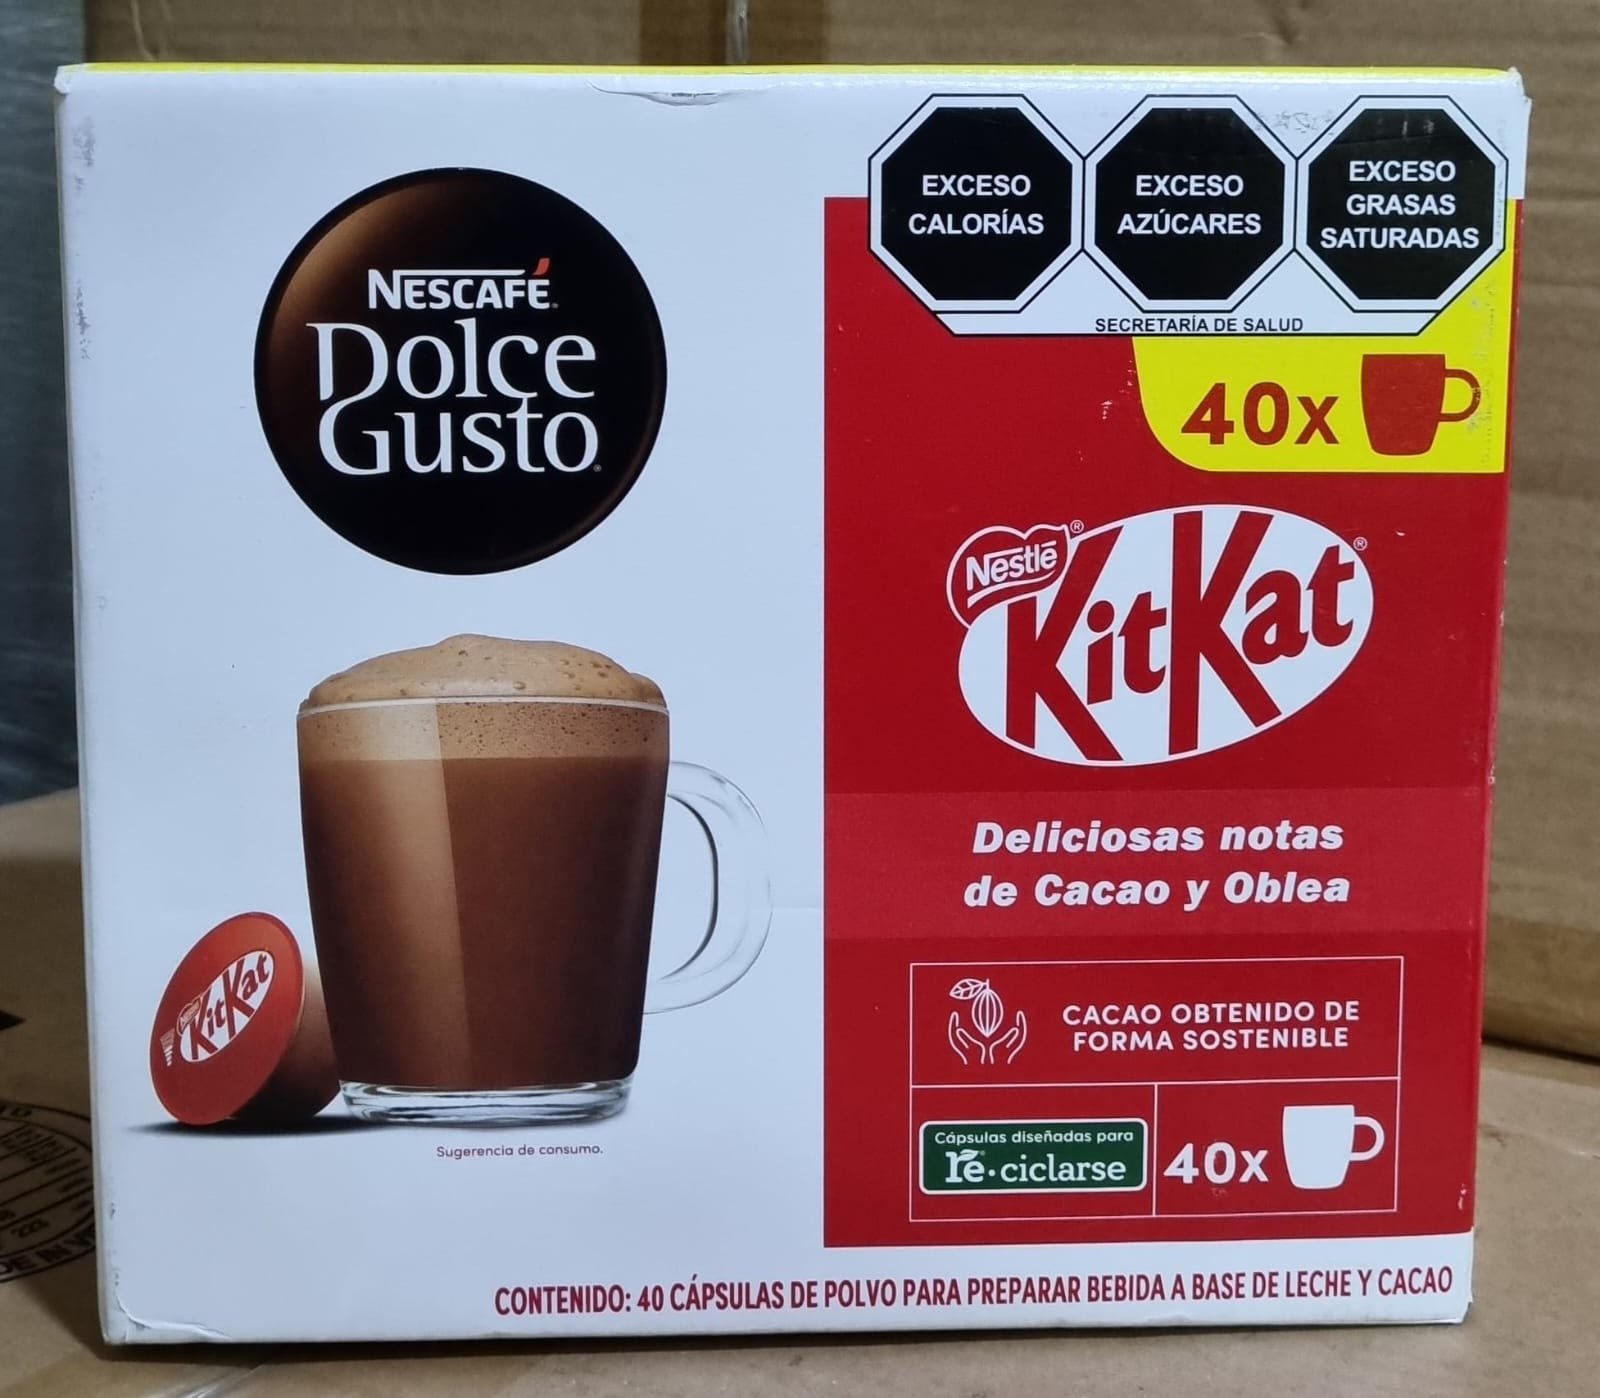 EXCESO
CALORÍAS
EXCESO
AZÚCARES
EXCESO
GRASAS
SATURADAS
SECRETARÍA DE SALUD
NESCAFÉ
Dolce
Gusto
40x
Nestlé
KitKat
Deliciosas notas
de Cacao y Oblea
KitKat
CACAO OBTENIDO DE
FORMA SOSTENIBLE
Cápsulas diseñadas para
re·ciclarse
40x
Sugerencia de consumo.
CONTENIDO: 40 CÁPSULAS DE POLVO PARA PREPARAR BEBIDA A BASE DE LECHE Y CACAO